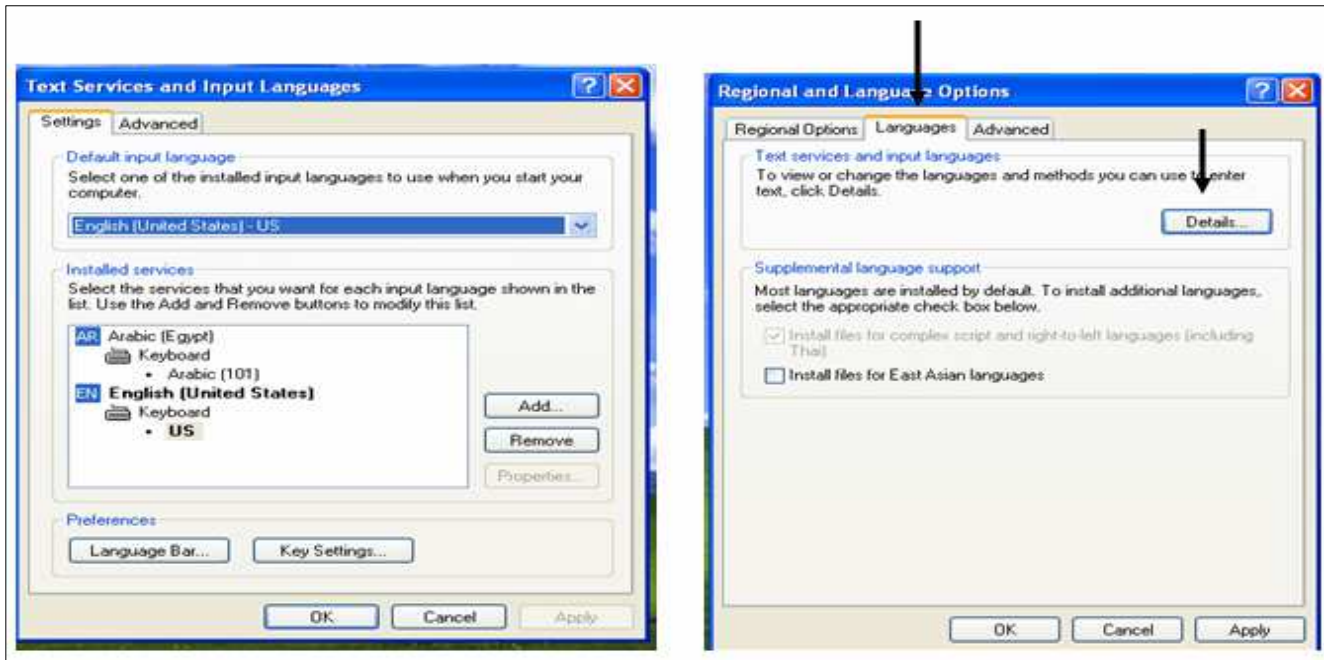 Text Services and Input Languages
Settings
Advanced
Default input language
Select one of the installed input languages to use when you start your
computer.
English (United States) - US
Installed services
Select the services that you want for each input language shown in the
list. Use the Add and Remove buttons to modify this list.
AR Arabic (Egypt)
Keyboard
• Arabic (101)
EN English (United States)
Keyboard
• US
Add...
Remove
Properties...
Preferences
Language Bar...
Key Settings...
OK
Cancel
Apply
Regional and Language Options
Regional Options
Languages
Advanced
Text services and input languages
To view or change the languages and methods you can use to enter
text, click Details.
Details...
Supplemental language support
Most languages are installed by default. To install additional languages,
select the appropriate check box below.
Install files for complex script and right-to-left languages (including
Thai)
Install files for East Asian languages
OK
Cancel
Apply